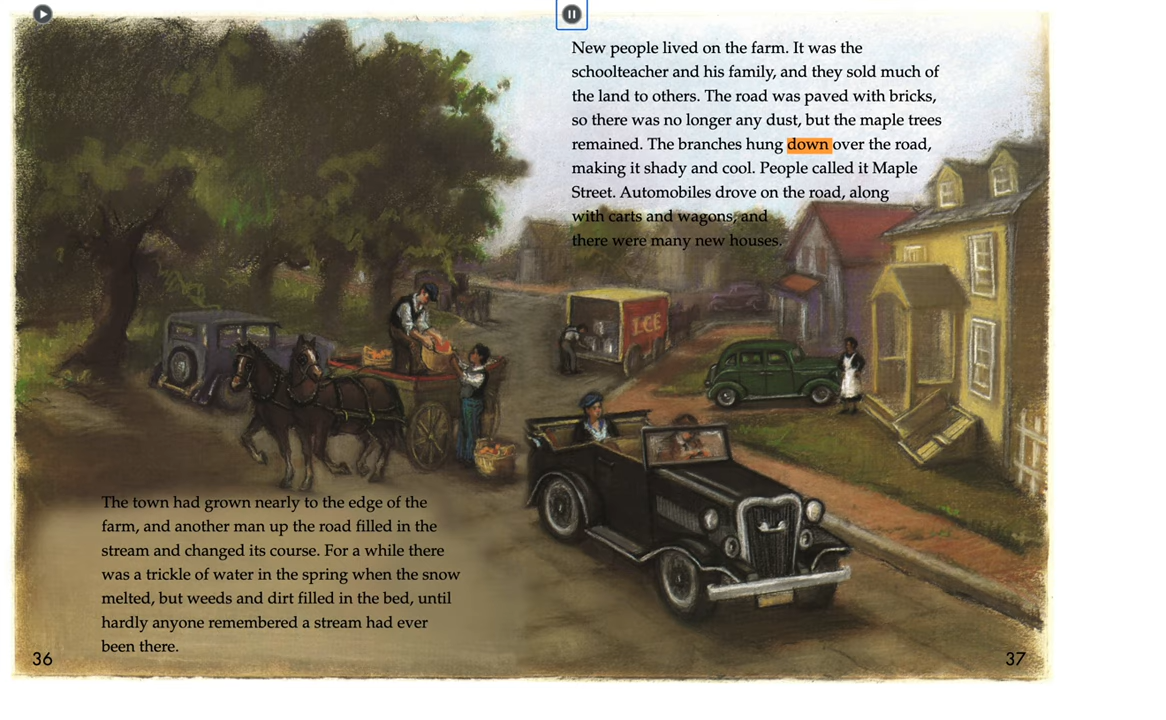 The town had grown nearly to the edge of the
farm, and another man up the road filled in the
stream and changed its course. For a while there
was a trickle of water in the spring when the snow
melted, but weeds and dirt filled in the bed, until
hardly anyone remembered a stream had ever
been there.
36
New people lived on the farm. It was the
schoolteacher and his family, and they sold much of
the land to others. The road was paved with bricks,
so there was no longer any dust, but the maple trees
remained. The branches hung down over the road,
making it shady and cool. People called it Maple
Street. Automobiles drove on the road, along
with carts and wagons, and
there were many new houses.
ICE
37